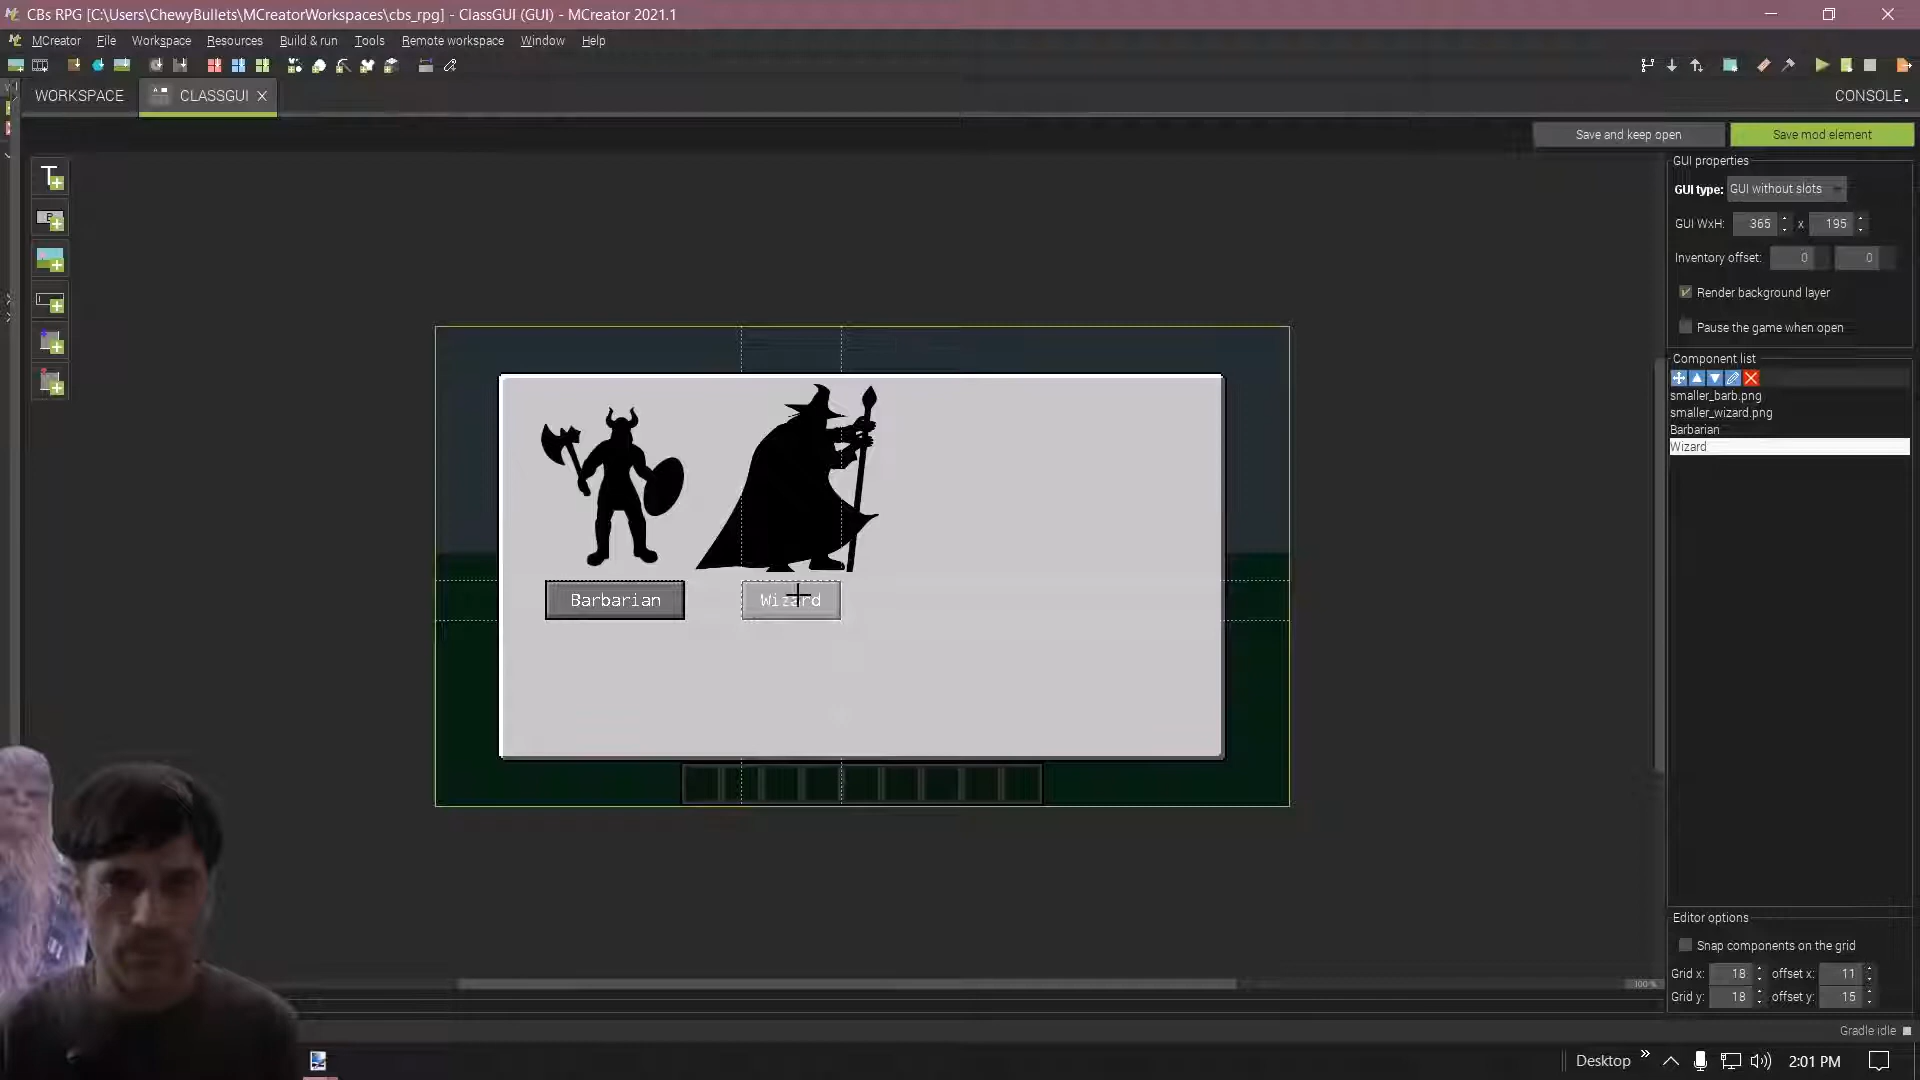 CBs RPG [C:\Users\ChewyBullets\MCreatorWorkspaces\cbs_rpg] - ClassGUI (GUI) - MCreator 2021.1
MCreator File Workspace Resources Build & run Tools Remote workspace Window Help
WORKSPACE CLASSGUI CONSOLE
Save and keep open Save mod element
GUI properties
GUI type: GUI without slots
GUI WxH: 365 x 195
Inventory offset: 0 0
Render background layer
Pause the game when open
Component list
smaller_barb.png
smaller_wizard.png
Barbarian
Wizard
Barbarian Wizard
Editor options
Snap components on the grid
Grid x: 18 offset x: 11
Grid y: 18 offset y: 15
100 %
Gradle idle
Desktop 2:01 PM